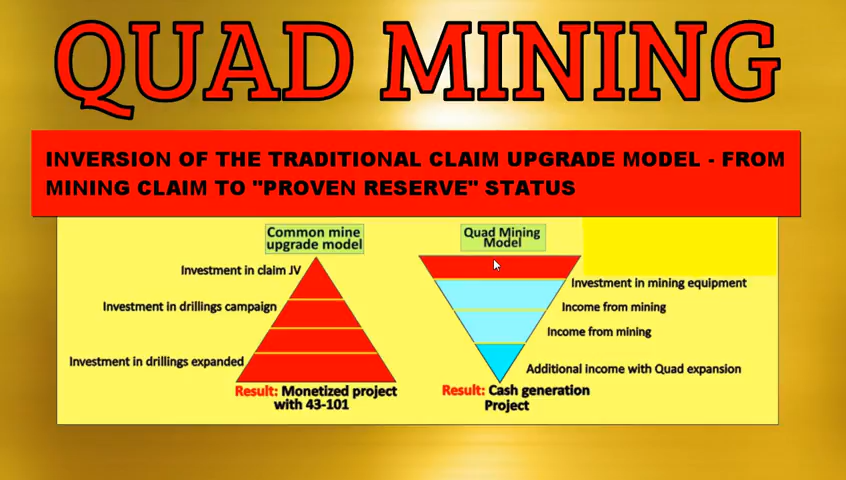 QUAD MINING
INVERSION OF THE TRADITIONAL CLAIM UPGRADE MODEL - FROM
MINING CLAIM TO "PROVEN RESERVE" STATUS
Common mine
upgrade model
Investment in claim JV
Investment in drillings campaign
Investment in drillings expanded
Result: Monetized project
with 43-101
Quad Mining
Model
Investment in mining equipment
Income from mining
Income from mining
Additional income with Quad expansion
Result: Cash generation
Project